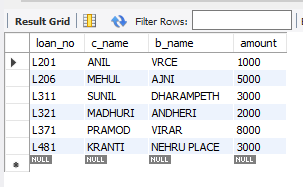 Result Grid Filter Rows: E
loan_no c_name b_name amount
L201 ANIL VRCE 1000
L206 MEHUL AJNI 5000
L311 SUNIL DHARAMPETH 3000
L321 MADHURI ANDHERI 2000
L371 PRAMOD VIRAR 8000
L481 KRANTI NEHRU PLACE 3000
NULL NULL NULL NULL